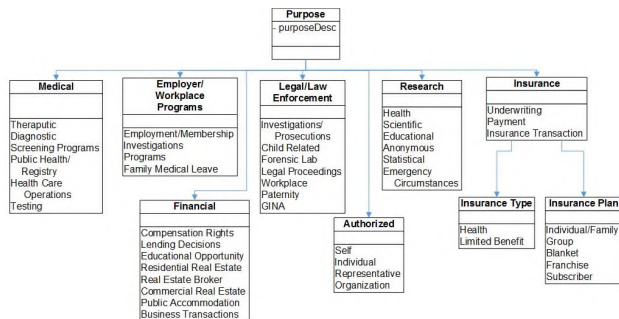 Purpose
- purposeDesc
Medical
Theraputic
Diagnostic
Screening Programs
Public Health/
Registry
Health Care
Operations
Testing
Employer/
Workplace
Programs
Employment/Membership
Investigations
Programs
Family Medical Leave
Legal/Law
Enforcement
Investigations/
Prosecutions
Child Related
Forensic Lab
Legal Proceedings
Workplace
Paternity
GINA
Research
Health
Scientific
Educational
Anonymous
Statistical
Emergency
Circumstances
Insurance
Underwriting
Payment
Insurance Transaction
Financial
Compensation Rights
Lending Decisions
Educational Opportunity
Residential Real Estate
Real Estate Broker
Commercial Real Estate
Public Accommodation
Business Transactions
Authorized
Self
Individual
Representative
Organization
Insurance Type
Health
Limited Benefit
Insurance Plan
Individual/Family
Group
Blanket
Franchise
Subscriber